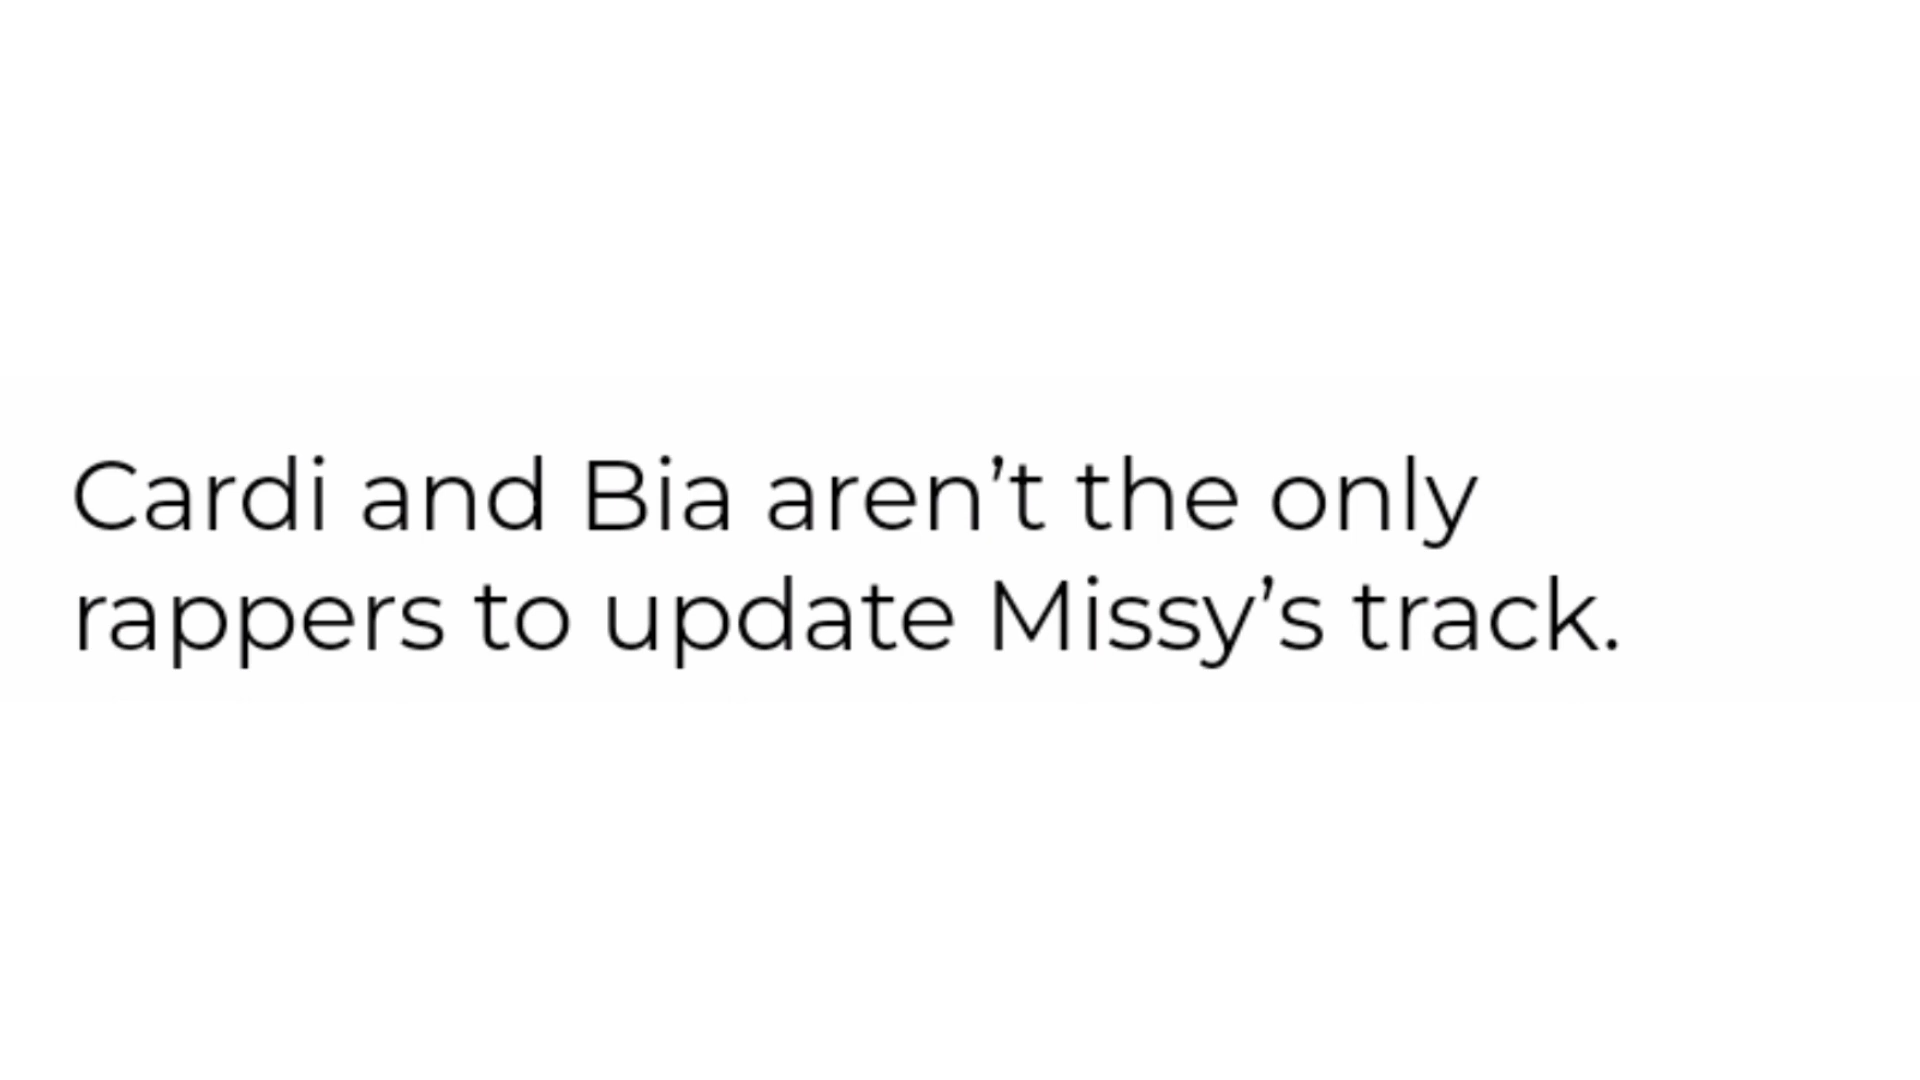 Cardi and Bia aren’t the only
rappers to update Missy’s track.